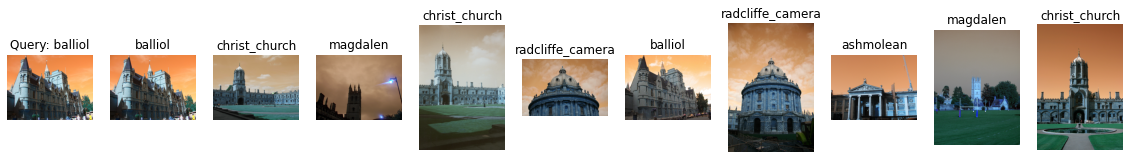 Query: balliol
balliol
christ_church
magdalen
christ_church
radcliffe_camera
balliol
radcliffe_camera
ashmolean
magdalen
christ_church